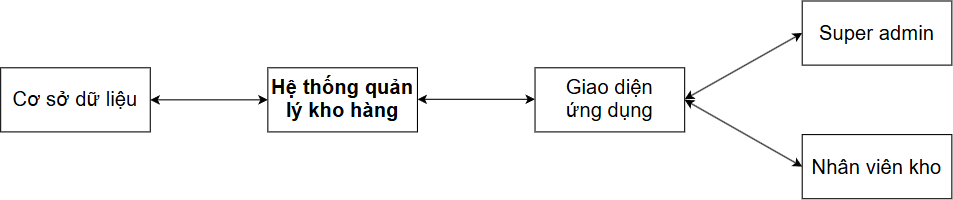 Cơ sở dữ liệu
Hệ thống quản
lý kho hàng
Giao diện
ứng dụng
Super admin
Nhân viên kho